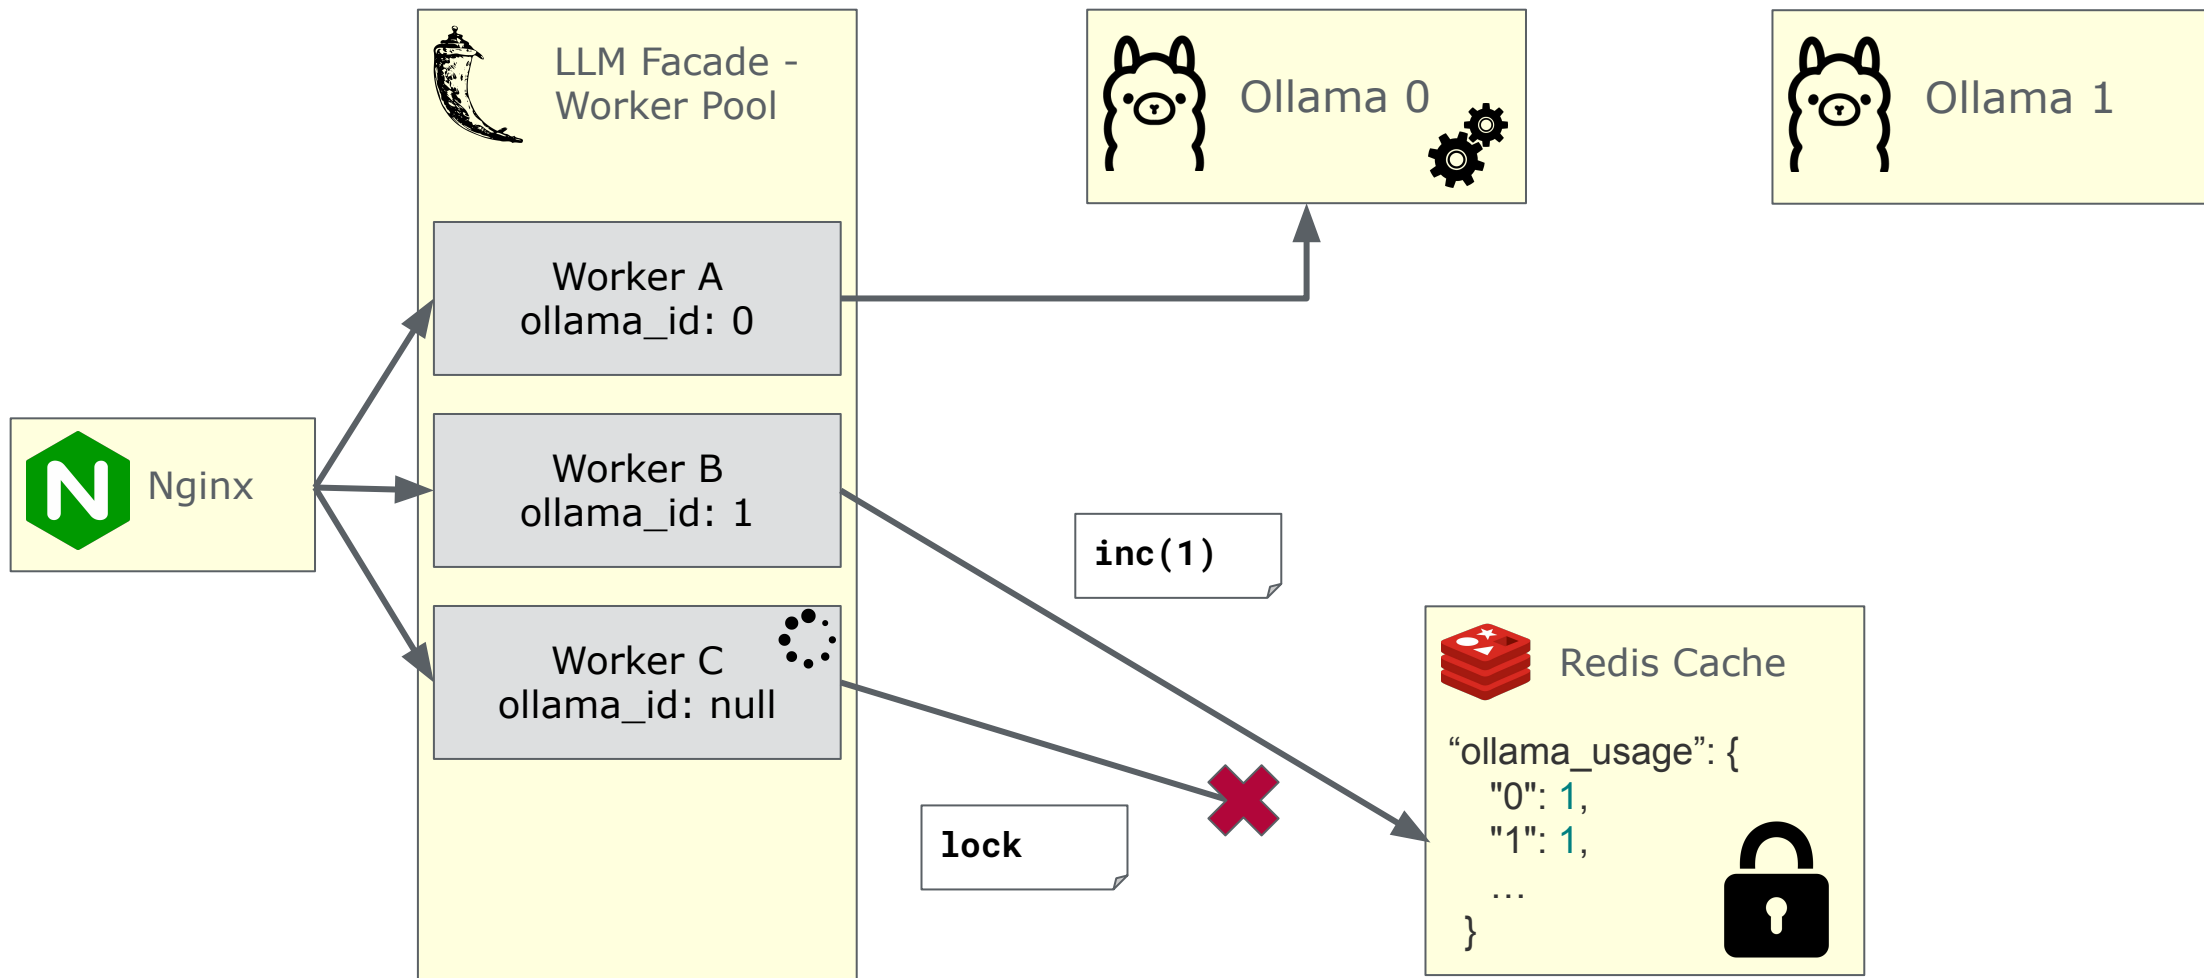 LLM Facade -
Worker Pool
Ollama 0
Ollama 1
Worker A
ollama_id: 0
N
Nginx
Worker B
ollama_id: 1
inc(1)
Worker C
ollama_id: null
lock
Redis Cache
“ollama_usage”: {
"0": 1,
"1": 1,
…
}